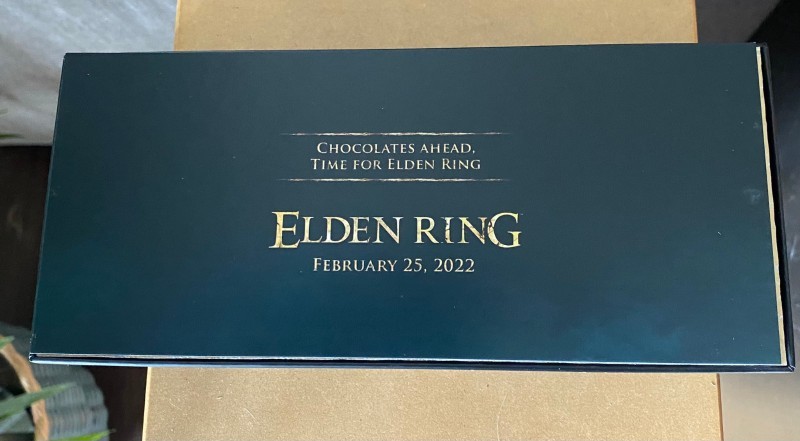 Chocolates ahead,
Time for Elden Ring
ELDEN RING
February 25, 2022